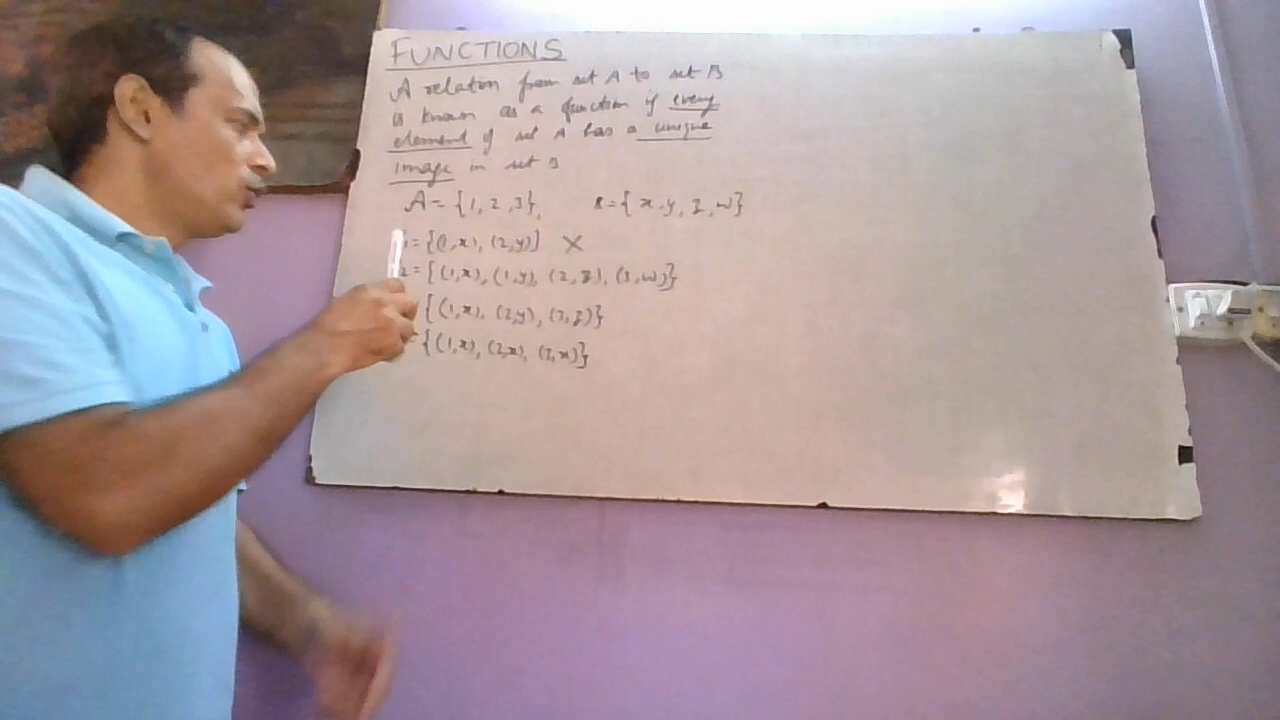 FUNCTIONS
A relation from set A to set B
is known as a function if every
element of set A has a unique
image in set B
A = {1, 2, 3}, B = { x, y, z, w}
= {(1,x), (2,y)} X
2 = { (1,x), (1,y), (2,z), (3,w)}
{ (1,x), (2,y), (3,z)}
= { (1,x), (2,x), (3,x)}